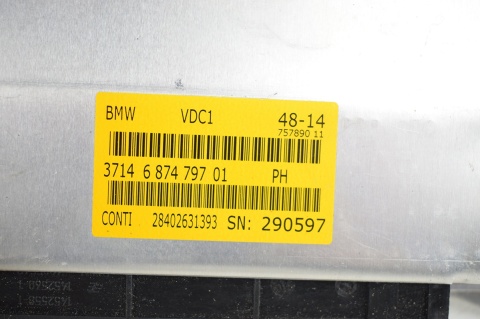 BMW VDC1 48-14
757890 11
3714 6 874 797 01 PH
CONTI 28402631393 SN: 290597